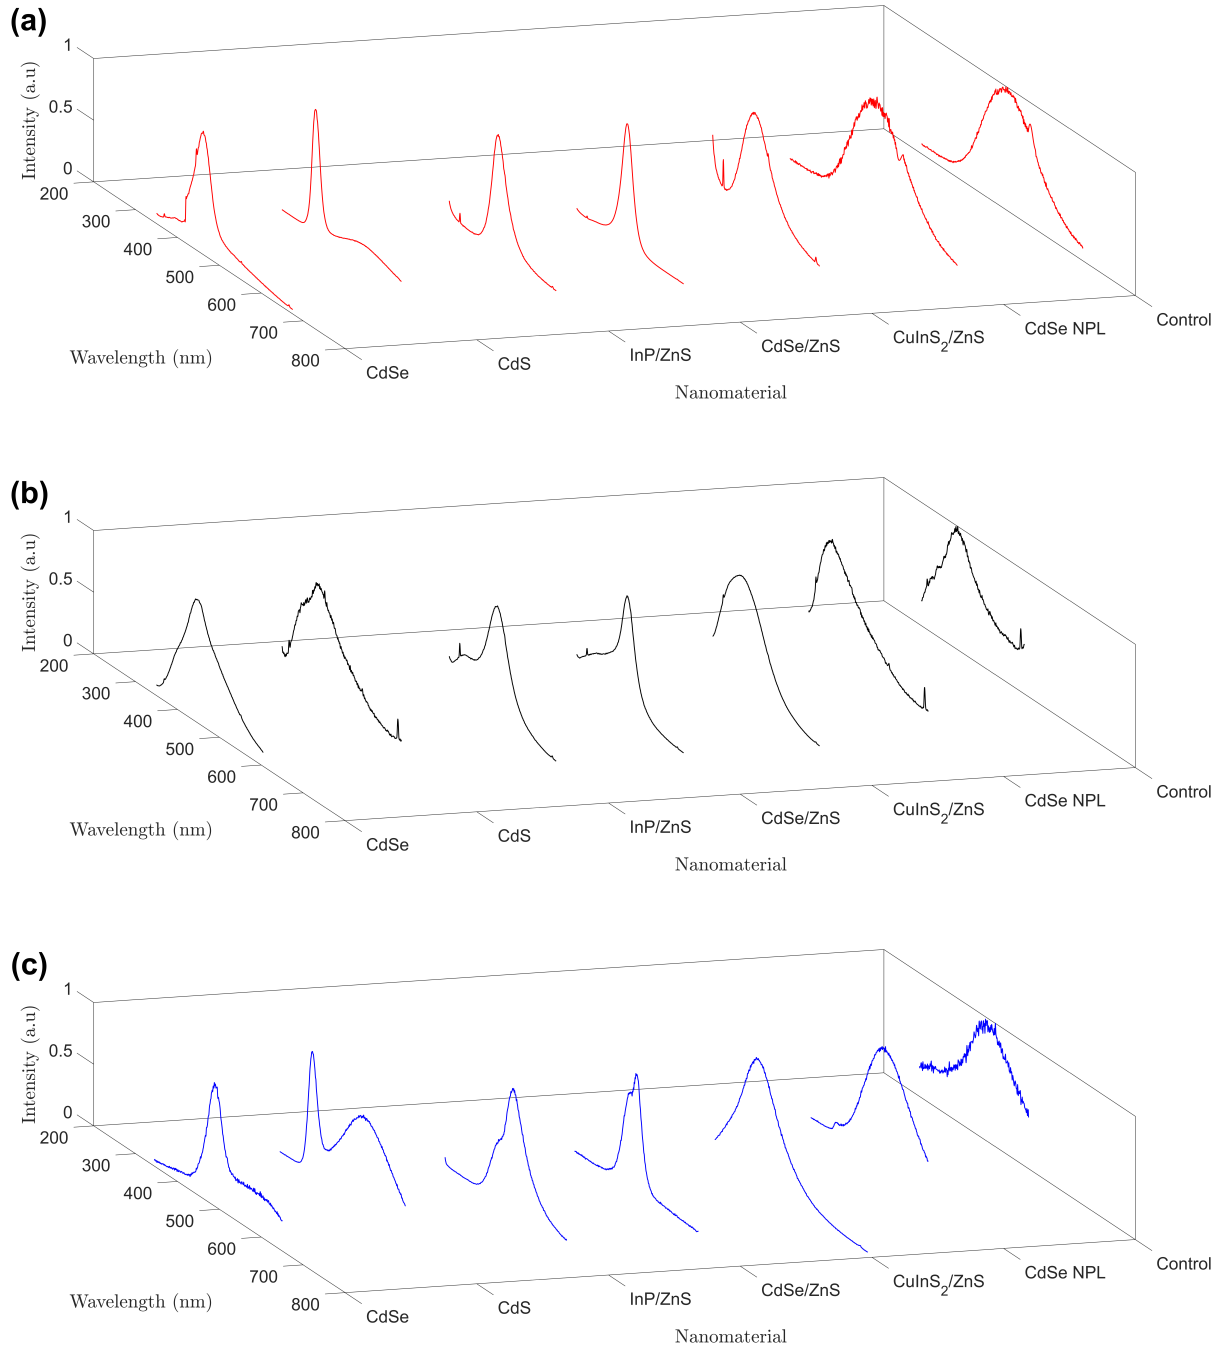 (a)
1
0.5
0
Intensity (a.u)
200
300
400
500
600
700
800
Wavelength (nm)
CdSe
CdS
InP/ZnS
CdSe/ZnS
CuInS2/ZnS
CdSe NPL
Control
Nanomaterial
(b)
1
0.5
0
Intensity (a.u)
200
300
400
500
600
700
800
Wavelength (nm)
CdSe
CdS
InP/ZnS
CdSe/ZnS
CuInS2/ZnS
CdSe NPL
Control
Nanomaterial
(c)
1
0.5
0
Intensity (a.u)
200
300
400
500
600
700
800
Wavelength (nm)
CdSe
CdS
InP/ZnS
CdSe/ZnS
CuInS2/ZnS
CdSe NPL
Control
Nanomaterial